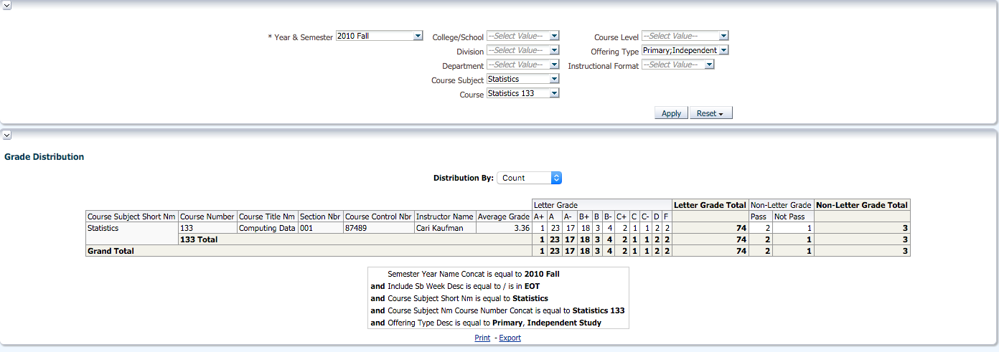 * Year & Semester 2010 Fall College/School --Select Value-- Course Level --Select Value--
Division --Select Value-- Offering Type Primary;Independent
Department --Select Value-- Instructional Format --Select Value--
Course Subject Statistics
Course Statistics 133
Apply Reset
Grade Distribution
Distribution By: Count
Letter Grade Letter Grade Total Non-Letter Grade Non-Letter Grade Total
Course Subject Short Nm Course Number Course Title Nm Section Nbr Course Control Nbr Instructor Name Average Grade A+ A A- B+ B B- C+ C C- D F Pass Not Pass
Statistics 133 Computing Data 001 87489 Cari Kaufman 3.36 1 23 17 18 3 4 2 1 1 2 2 74 2 1 3
133 Total 1 23 17 18 3 4 2 1 1 2 2 74 2 1 3
Grand Total 1 23 17 18 3 4 2 1 1 2 2 74 2 1 3
Semester Year Name Concat is equal to 2010 Fall
and Include Sb Week Desc is equal to / is in EOT
and Course Subject Short Nm is equal to Statistics
and Course Subject Nm Course Number Concat is equal to Statistics 133
and Offering Type Desc is equal to Primary, Independent Study
Print - Export